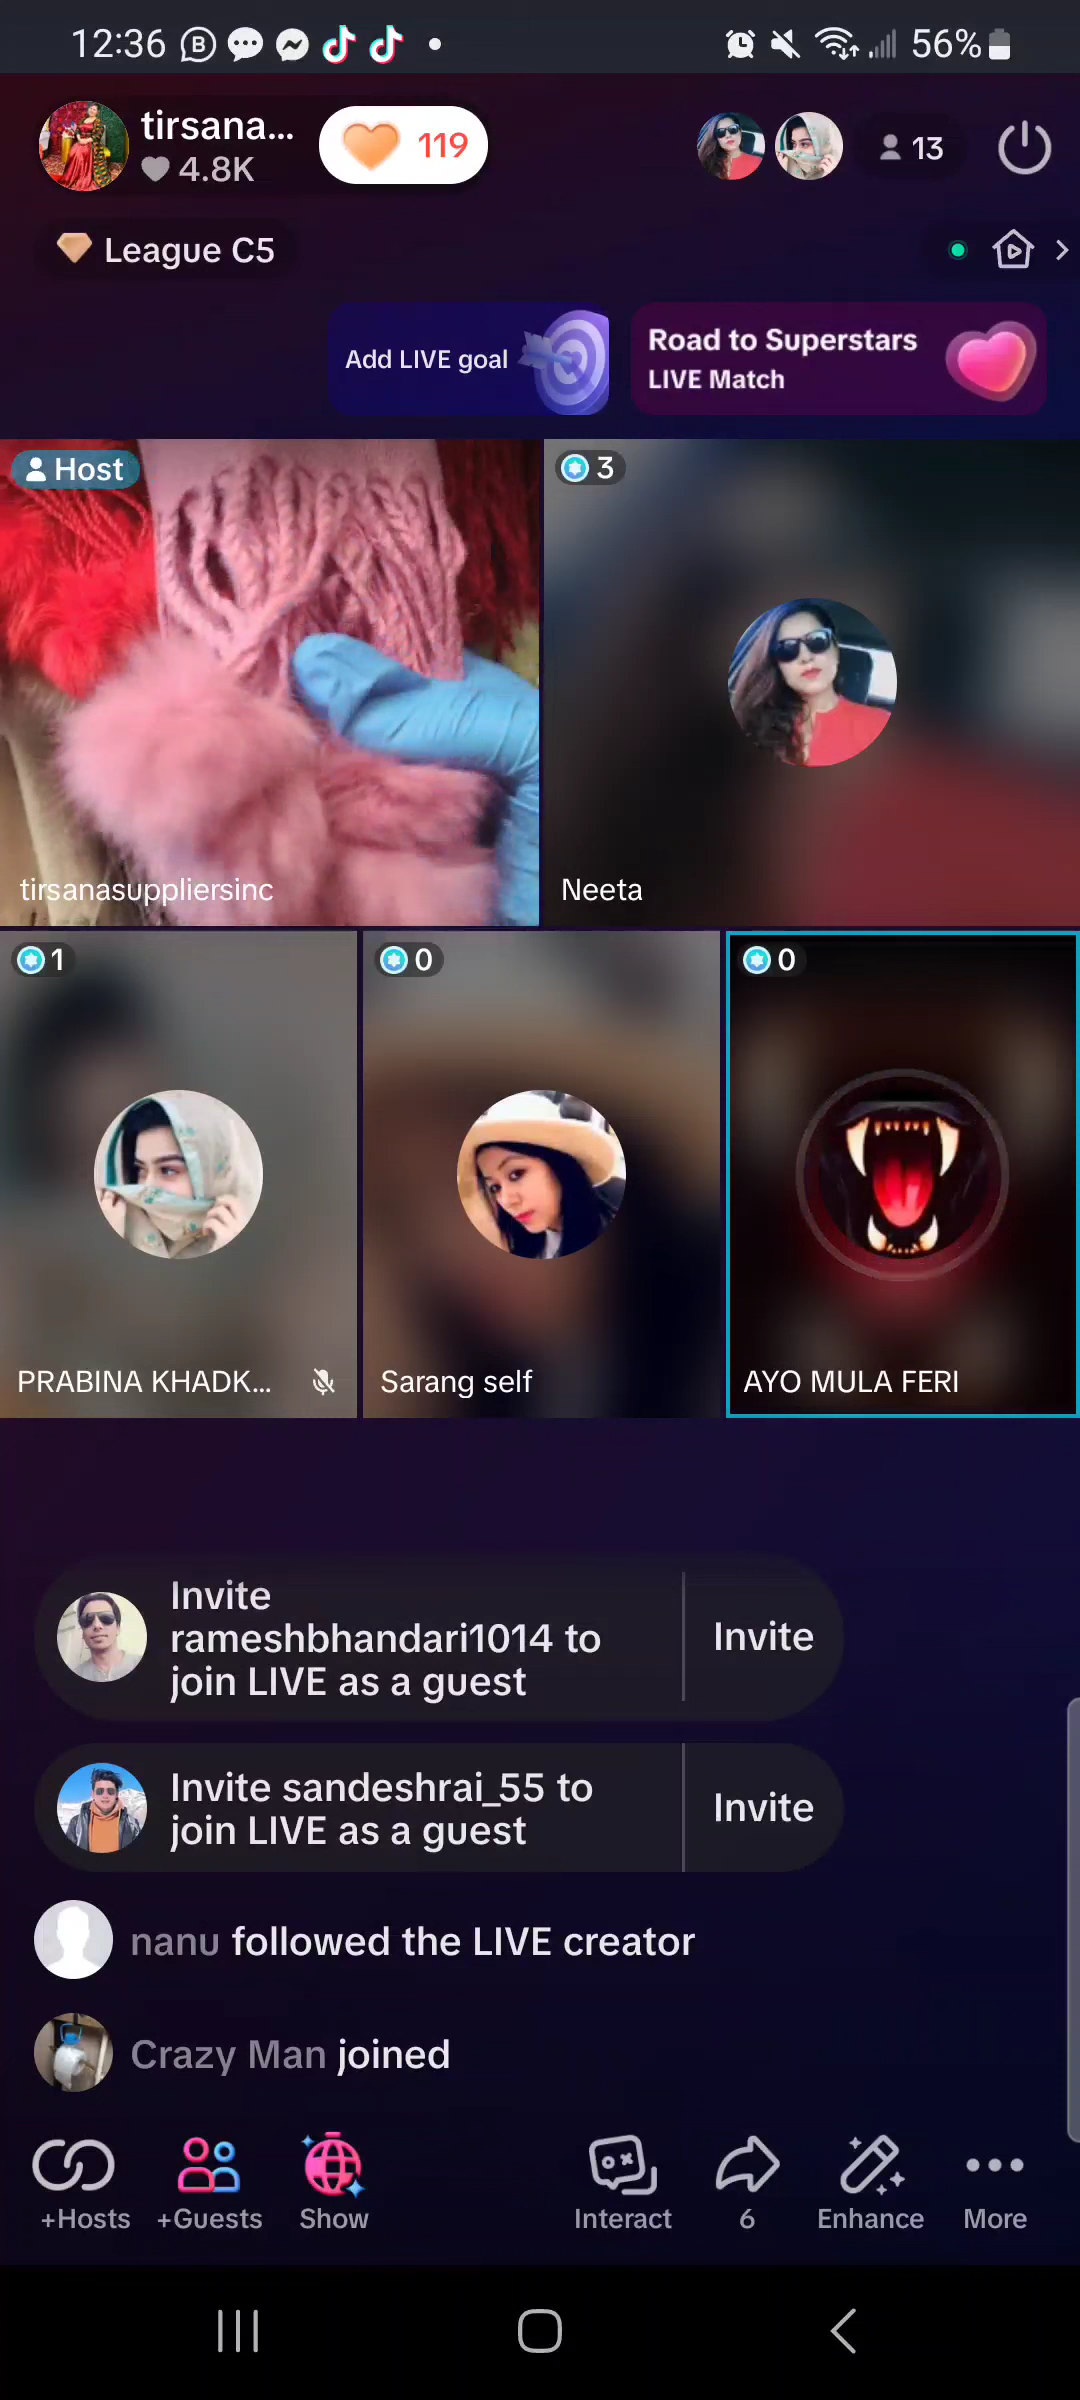 12:36
56%
tirsana...
4.8K
119
13
League C5
Add LIVE goal
Road to Superstars
LIVE Match
Host
3
tirsanasuppliersinc
Neeta
1
0
0
PRABINA KHADK...
Sarang self
AYO MULA FERI
Invite
rameshbhandari1014 to
join LIVE as a guest
Invite
Invite sandeshrai_55 to
join LIVE as a guest
Invite
nanu followed the LIVE creator
Crazy Man joined
+Hosts
+Guests
Show
Interact
6
Enhance
More